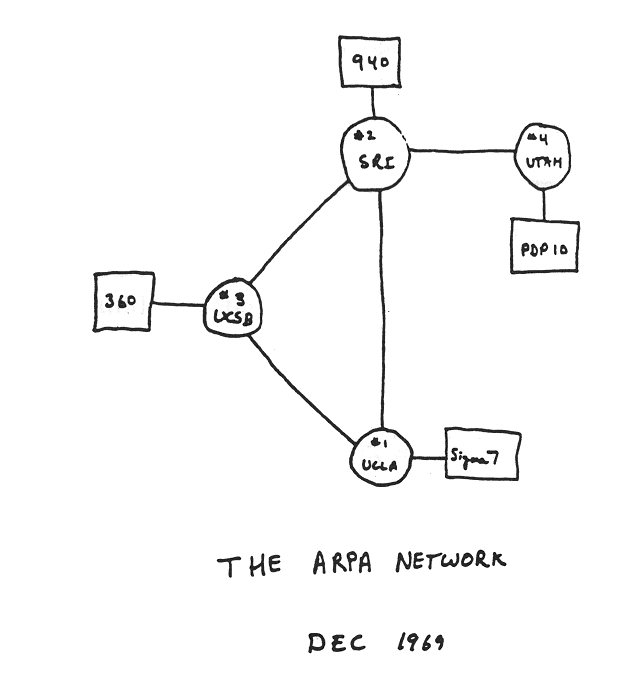 940
#2
SRI
#4
UTAH
PDP 10
360
#3
UCSB
#1
UCLA
Sigma 7
THE ARPA NETWORK
DEC 1969